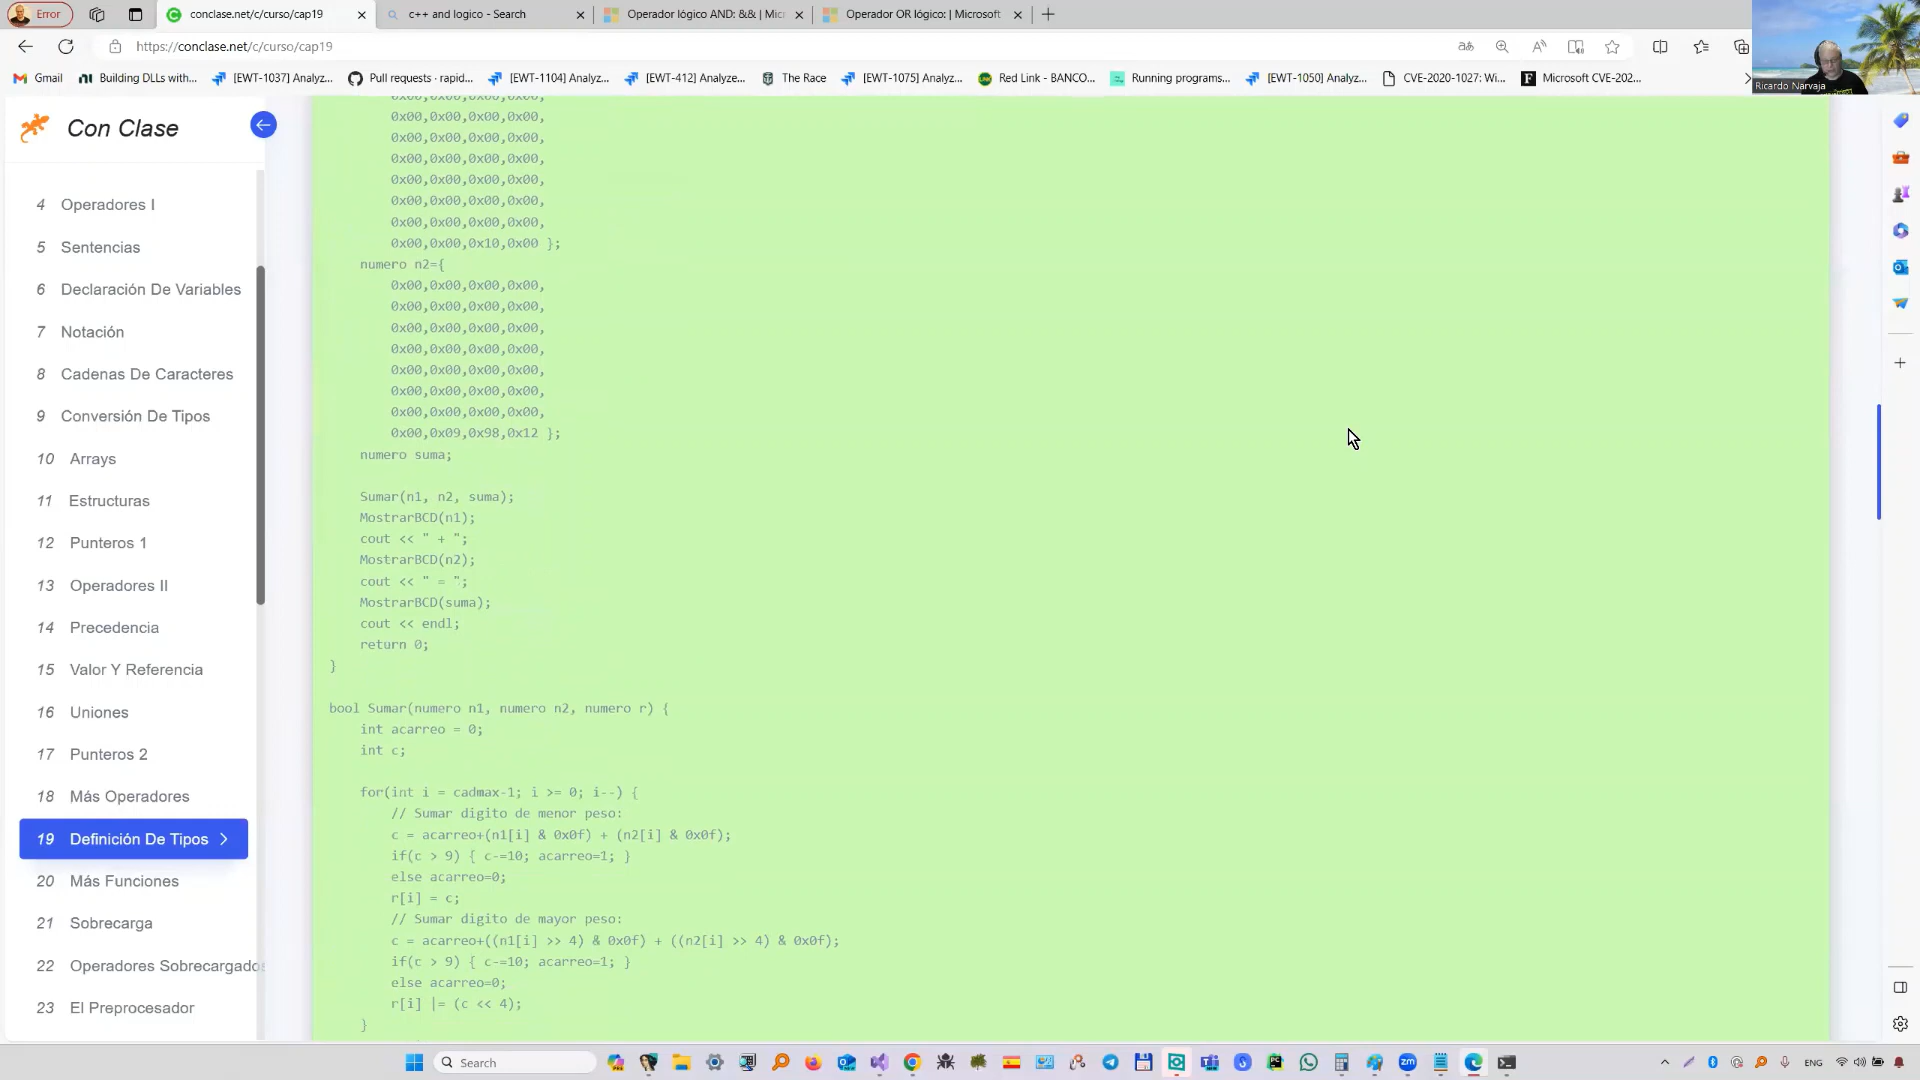 Error
conclase.net/c/curso/cap19
c++ and logico - Search
Operador lógico AND: && | Mic
Operador OR lógico: | Microsoft
https://conclase.net/c/curso/cap19
Ricardo Narvaja
Gmail
Building DLLs with...
[EWT-1037] Analyz...
Pull requests · rapid...
[EWT-1104] Analyz...
[EWT-412] Analyze...
The Race
[EWT-1075] Analyz...
Red Link - BANCO...
Running programs...
[EWT-1050] Analyz...
CVE-2020-1027: Wi...
Microsoft CVE-202...
Con Clase
4 Operadores I
5 Sentencias
6 Declaración De Variables
7 Notación
8 Cadenas De Caracteres
9 Conversión De Tipos
10 Arrays
11 Estructuras
12 Punteros 1
13 Operadores II
14 Precedencia
15 Valor Y Referencia
16 Uniones
17 Punteros 2
18 Más Operadores
19 Definición De Tipos
20 Más Funciones
21 Sobrecarga
22 Operadores Sobrecargado
23 El Preprocesador
0x00,0x00,0x00,0x00,
0x00,0x00,0x00,0x00,
0x00,0x00,0x00,0x00,
0x00,0x00,0x00,0x00,
0x00,0x00,0x00,0x00,
0x00,0x00,0x00,0x00,
0x00,0x00,0x00,0x00,
0x00,0x00,0x10,0x00 };
numero n2={
0x00,0x00,0x00,0x00,
0x00,0x00,0x00,0x00,
0x00,0x00,0x00,0x00,
0x00,0x00,0x00,0x00,
0x00,0x00,0x00,0x00,
0x00,0x00,0x00,0x00,
0x00,0x00,0x00,0x00,
0x00,0x09,0x98,0x12 };
numero suma;
Sumar(n1, n2, suma);
MostrarBCD(n1);
cout << " + ";
MostrarBCD(n2);
cout << " = ";
MostrarBCD(suma);
cout << endl;
return 0;
}
bool Sumar(numero n1, numero n2, numero r) {
int acarreo = 0;
int c;
for(int i = cadmax-1; i >= 0; i--) {
// Sumar digito de menor peso:
c = acarreo+(n1[i] & 0x0f) + (n2[i] & 0x0f);
if(c > 9) { c-=10; acarreo=1; }
else acarreo=0;
r[i] = c;
// Sumar digito de mayor peso:
c = acarreo+((n1[i] >> 4) & 0x0f) + ((n2[i] >> 4) & 0x0f);
if(c > 9) { c-=10; acarreo=1; }
else acarreo=0;
r[i] |= (c << 4);
}
Search
ENG